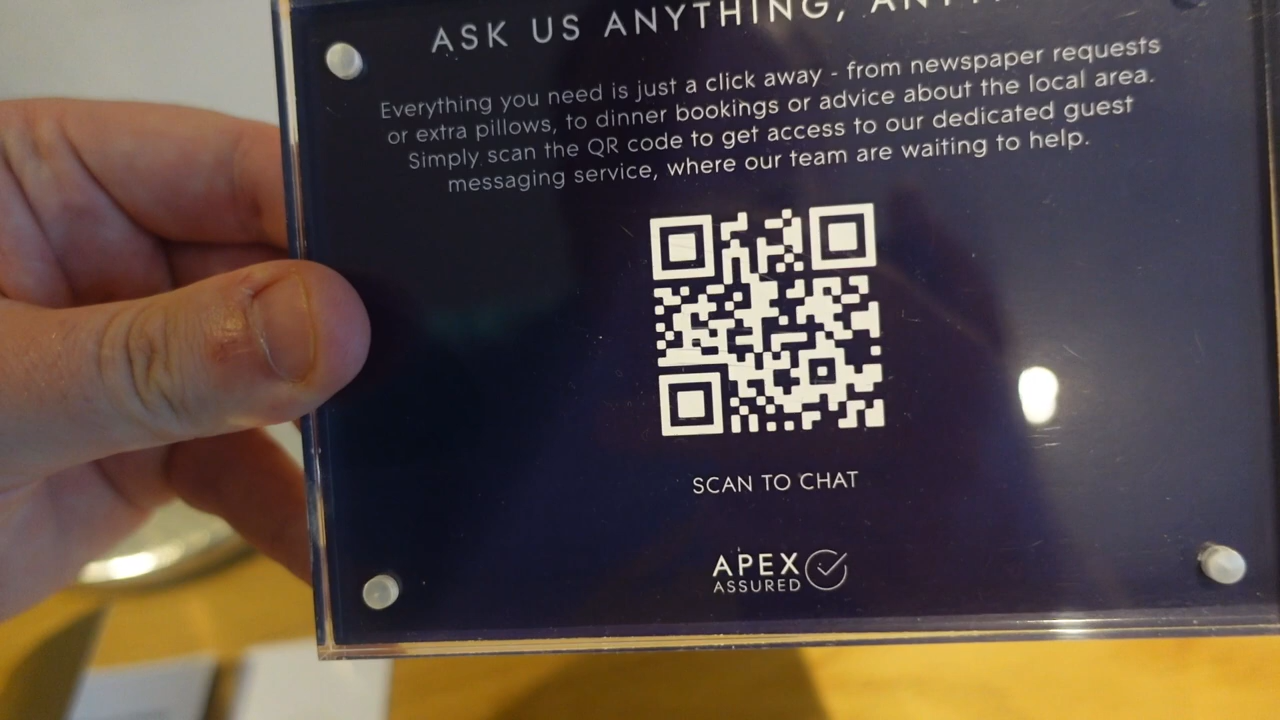 ASK US ANYTHING,
Everything you need is just a click away - from newspaper requests
or extra pillows, to dinner bookings or advice about the local area.
Simply scan the QR code to get access to our dedicated guest
messaging service, where our team are waiting to help.
SCAN TO CHAT
APEX
ASSURED